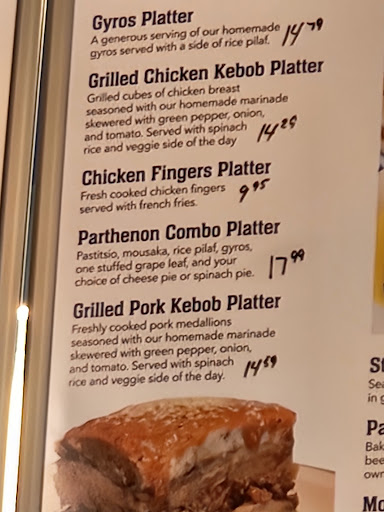 Gyros Platter
A generous serving of our homemade
gyros served with a side of rice pilaf. 14.79
Grilled Chicken Kebob Platter
Grilled cubes of chicken breast
seasoned with our homemade marinade
skewered with green pepper, onion,
and tomato. Served with spinach
rice and veggie side of the day 14.29
Chicken Fingers Platter
Fresh cooked chicken fingers
served with french fries. 9.95
Parthenon Combo Platter
Pastitsio, mousaka, rice pilaf, gyros,
one stuffed grape leaf, and your
choice of cheese pie or spinach pie. 17.99
Grilled Pork Kebob Platter
Freshly cooked pork medallions
seasoned with our homemade marinade
skewered with green pepper, onion,
and tomato. Served with spinach
rice and veggie side of the day. 14.59
in
Bak
bee
own